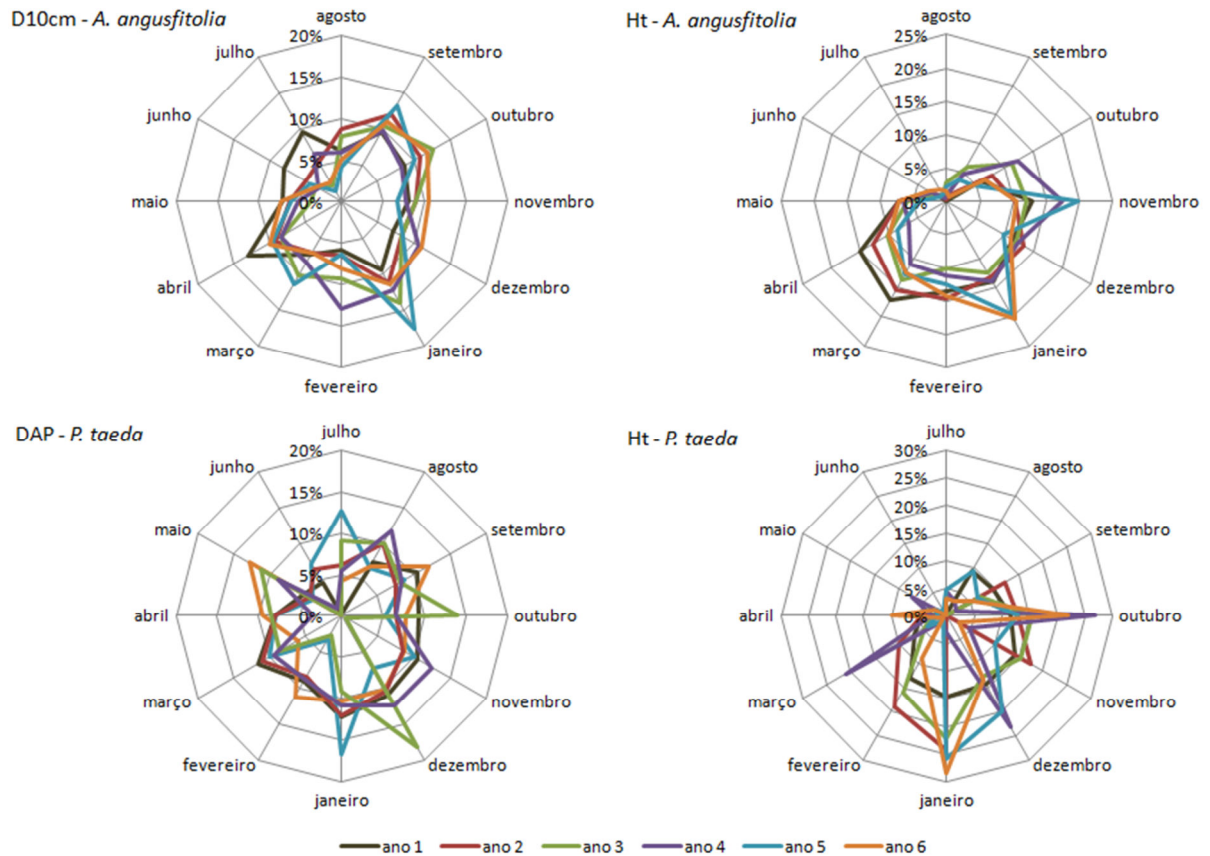 D10cm - A. angusfitolia
agosto
20%
15%
10%
5%
0%
setembro
outubro
novembro
dezembro
janeiro
fevereiro
março
abril
maio
junho
julho
Ht - A. angusfitolia
agosto
25%
20%
15%
10%
5%
0%
setembro
outubro
novembro
dezembro
janeiro
fevereiro
março
abril
maio
junho
julho
DAP - P. taeda
julho
20%
15%
10%
5%
0%
agosto
setembro
outubro
novembro
dezembro
janeiro
fevereiro
março
abril
maio
junho
Ht - P. taeda
julho
30%
25%
20%
15%
10%
5%
0%
agosto
setembro
outubro
novembro
dezembro
janeiro
fevereiro
março
abril
maio
junho
ano 1 ano 2 ano 3 ano 4 ano 5 ano 6